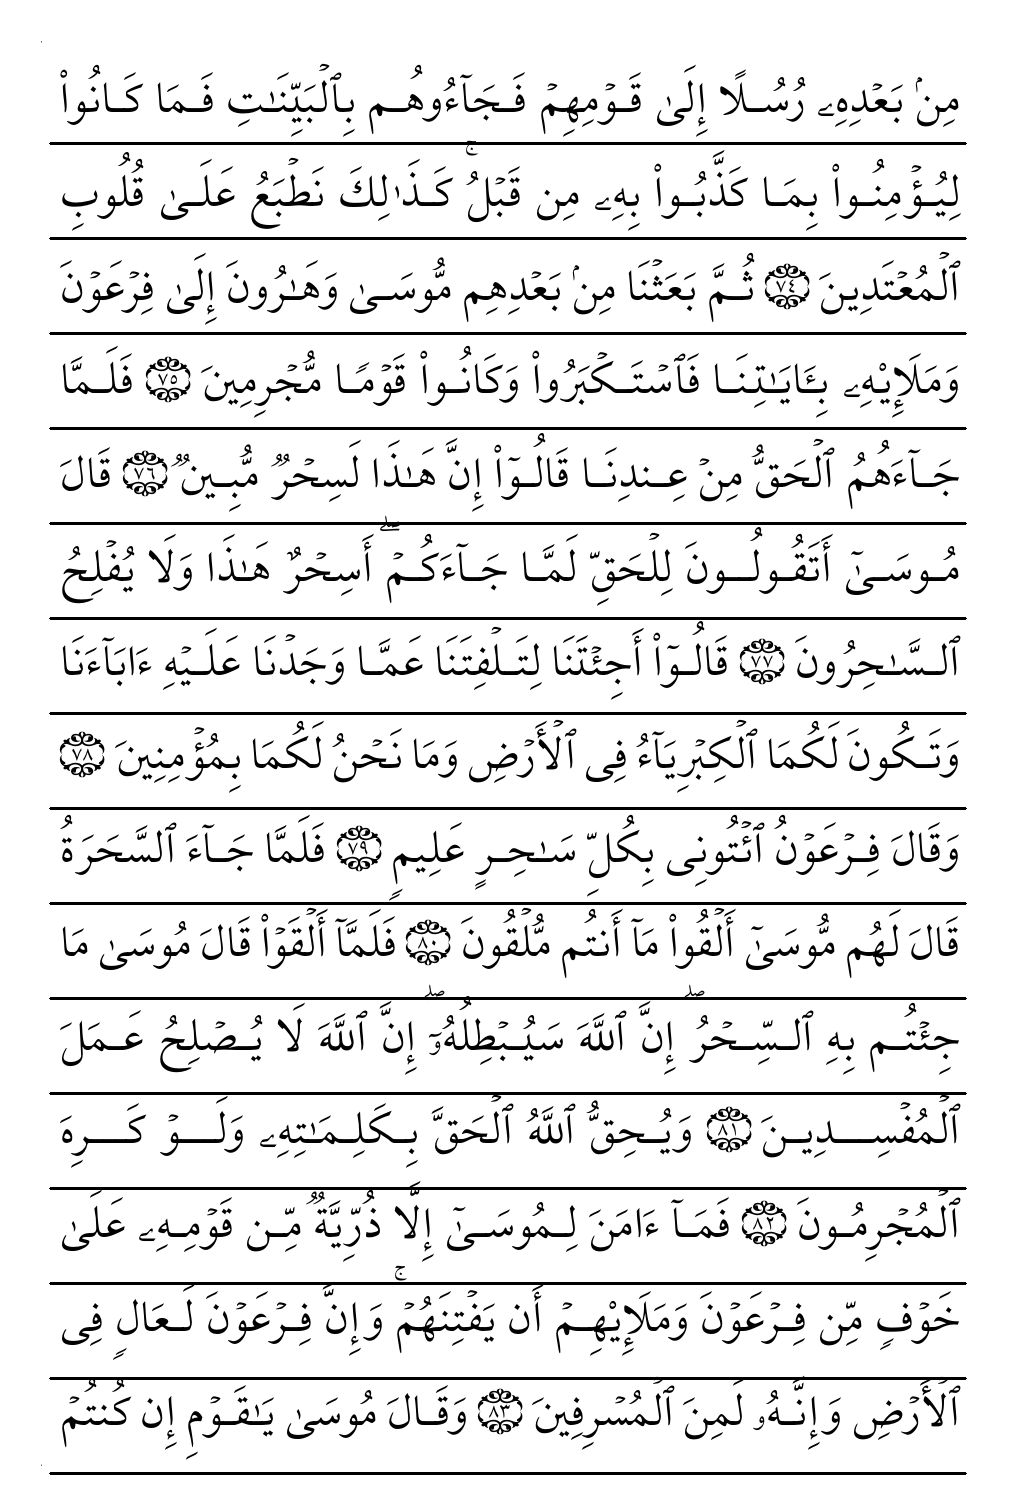 مِنۢ بَعۡدِهِۦ رُسُلًا إِلَىٰ قَوۡمِهِمۡ فَجَآءُوهُم بِٱلۡبَيِّنَٰتِ فَمَا كَانُواْ
لِيُؤۡمِنُواْ بِمَا كَذَّبُواْ بِهِۦ مِن قَبۡلُۚ كَذَٰلِكَ نَطۡبَعُ عَلَىٰ قُلُوبِ
ٱلۡمُعۡتَدِينَ ٧٤ ثُمَّ بَعَثۡنَا مِنۢ بَعۡدِهِم مُّوسَىٰ وَهَٰرُونَ إِلَىٰ فِرۡعَوۡنَ
وَمَلَإِيْهِۦ بِـَٔايَٰتِنَا فَٱسۡتَكۡبَرُواْ وَكَانُواْ قَوۡمًا مُّجۡرِمِينَ ٧٥ فَلَمَّا
جَآءَهُمُ ٱلۡحَقُّ مِنۡ عِندِنَا قَالُوٓاْ إِنَّ هَٰذَا لَسِحۡرٌ مُّبِينٌ ٧٦ قَالَ
مُوسَىٰٓ أَتَقُولُونَ لِلۡحَقِّ لَمَّا جَآءَكُمۡۖ أَسِحۡرٌ هَٰذَا وَلَا يُفۡلِحُ
ٱلسَّٰحِرُونَ ٧٧ قَالُوٓاْ أَجِئۡتَنَا لِتَلۡفِتَنَا عَمَّا وَجَدۡنَا عَلَيۡهِ ءَابَآءَنَا
وَتَكُونَ لَكُمَا ٱلۡكِبۡرِيَآءُ فِى ٱلۡأَرۡضِ وَمَا نَحۡنُ لَكُمَا بِمُؤۡمِنِينَ ٧٨
وَقَالَ فِرۡعَوۡنُ ٱئۡتُونِى بِكُلِّ سَٰحِرٍ عَلِيمٍ ٧٩ فَلَمَّا جَآءَ ٱلسَّحَرَةُ
قَالَ لَهُم مُّوسَىٰٓ أَلۡقُواْ مَآ أَنتُم مُّلۡقُونَ ٨٠ فَلَمَّآ أَلۡقَوۡاْ قَالَ مُوسَىٰ مَا
جِئۡتُم بِهِ ٱلسِّحۡرُۖ إِنَّ ٱللَّهَ سَيُبۡطِلُهُۥٓۖ إِنَّ ٱللَّهَ لَا يُصۡلِحُ عَمَلَ
ٱلۡمُفۡسِدِينَ ٨١ وَيُحِقُّ ٱللَّهُ ٱلۡحَقَّ بِكَلِمَٰتِهِۦ وَلَوۡ كَرِهَ
ٱلۡمُجۡرِمُونَ ٨٢ فَمَآ ءَامَنَ لِمُوسَىٰٓ إِلَّا ذُرِّيَّةٌ مِّن قَوۡمِهِۦ عَلَىٰ
خَوۡفٍ مِّن فِرۡعَوۡنَ وَمَلَإِيْهِمۡ أَن يَفۡتِنَهُمۡۚ وَإِنَّ فِرۡعَوۡنَ لَعَالٍ فِى
ٱلۡأَرۡضِ وَإِنَّهُۥ لَمِنَ ٱلۡمُسۡرِفِينَ ٨٣ وَقَالَ مُوسَىٰ يَٰقَوۡمِ إِن كُنتُمۡ